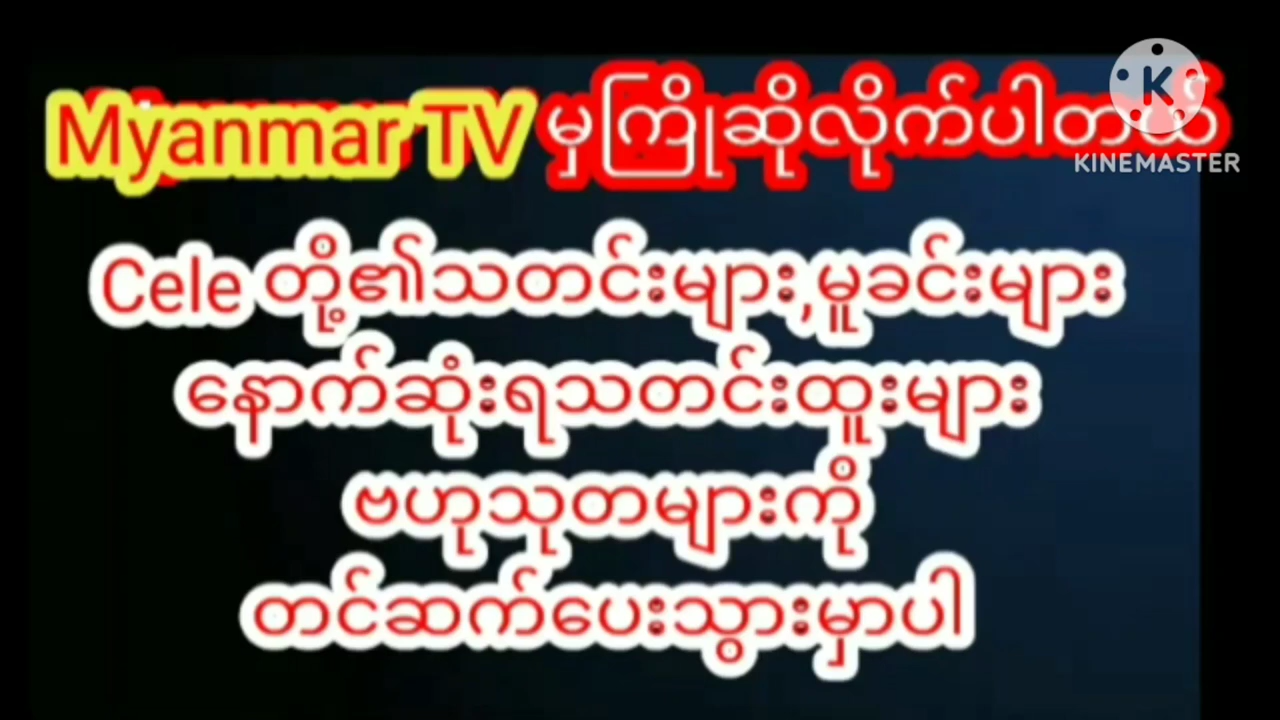 Myanmar TV မှကြိုဆိုလိုက်ပါတယ်
K
KINEMASTER
Cele တို့၏သတင်းများ,မူခင်းများ
နောက်ဆုံးရသတင်းထူးများ
ဗဟုသုတများကို
တင်ဆက်ပေးသွားမှာပါ